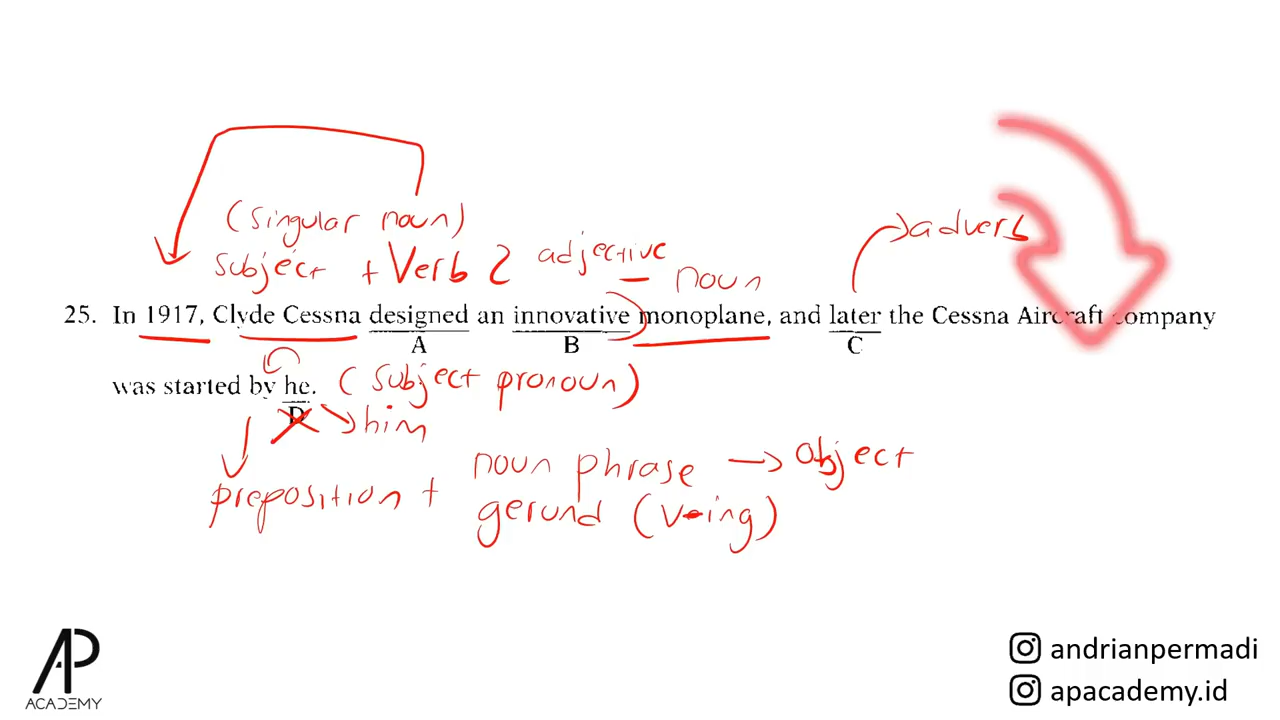 (singular noun)
subject + Verb 2 adjective
noun
adverb
25. In 1917, Clyde Cessna designed an innovative monoplane, and later the Cessna Aircraft company
A B C
was started by he. (subject pronoun)
D
him
noun phrase → object
preposition +
gerund (V-ing)
AP
ACADEMY
andrianpermadi
apacademy.id